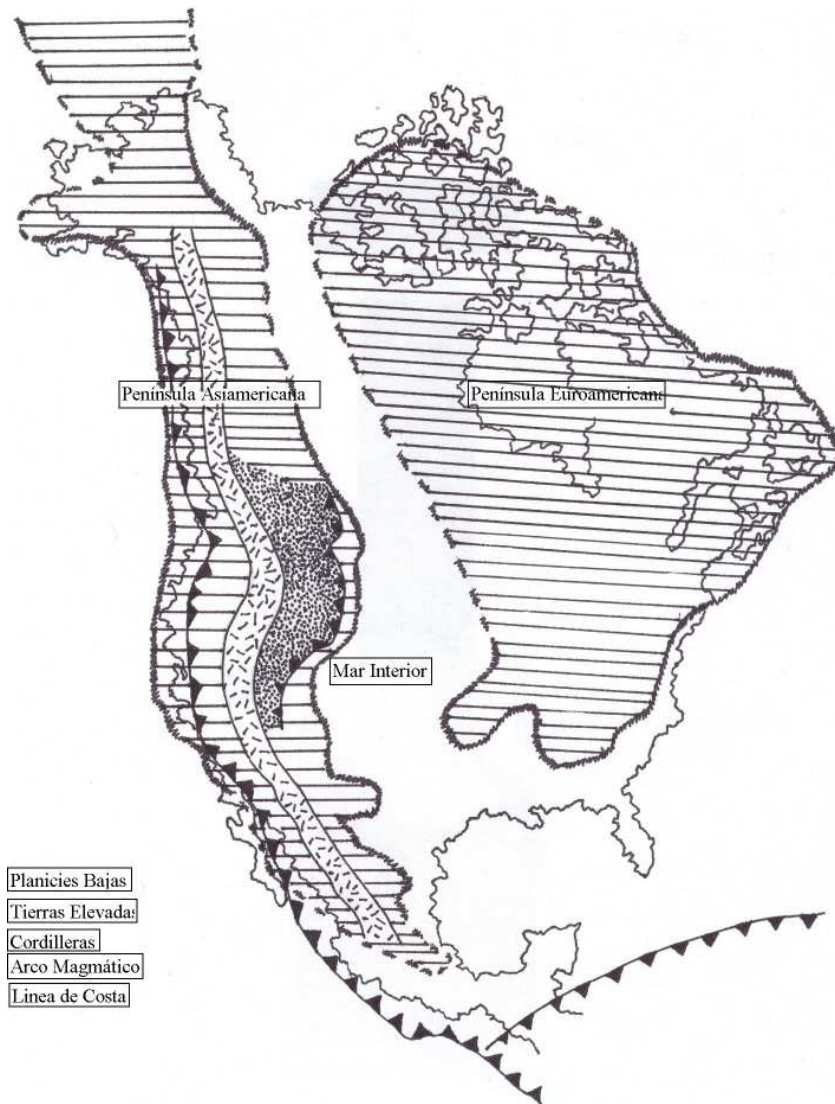 Península Asiamericana
Península Euroamericana
Mar Interior
Planicies Bajas
Tierras Elevadas
Cordilleras
Arco Magmático
Linea de Costa